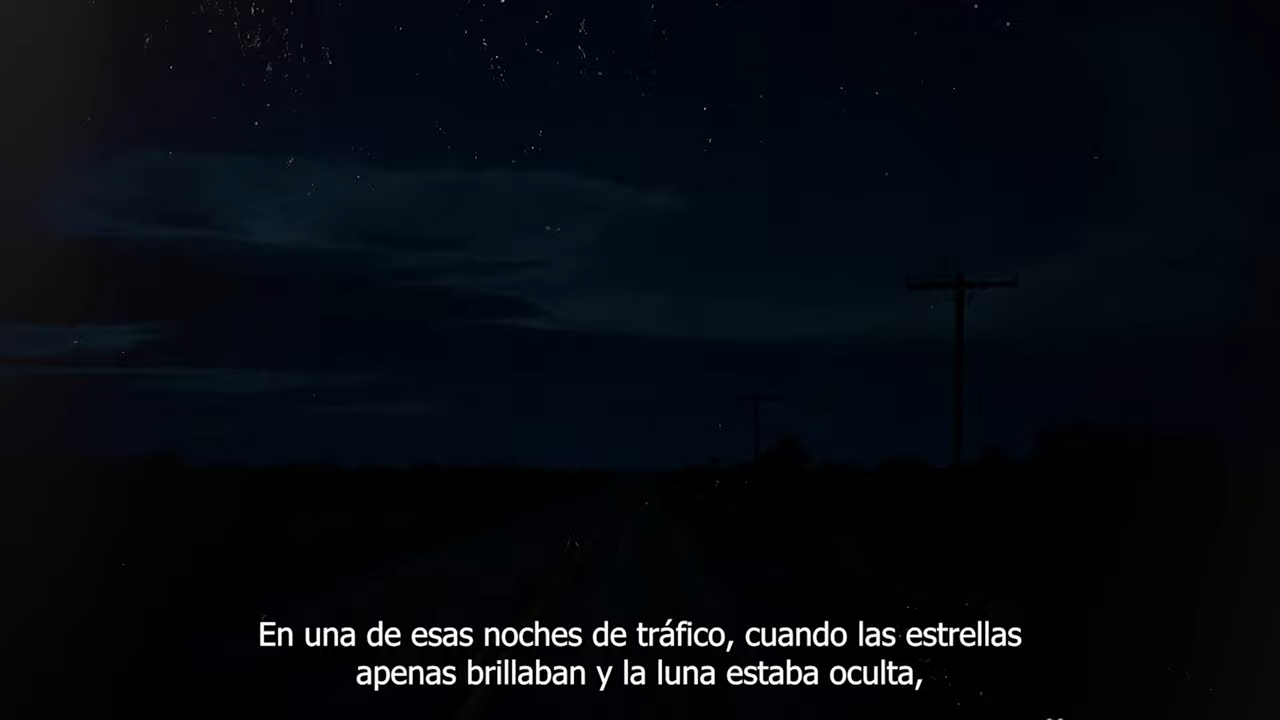 En una de esas noches de tráfico, cuando las estrellas
apenas brillaban y la luna estaba oculta,